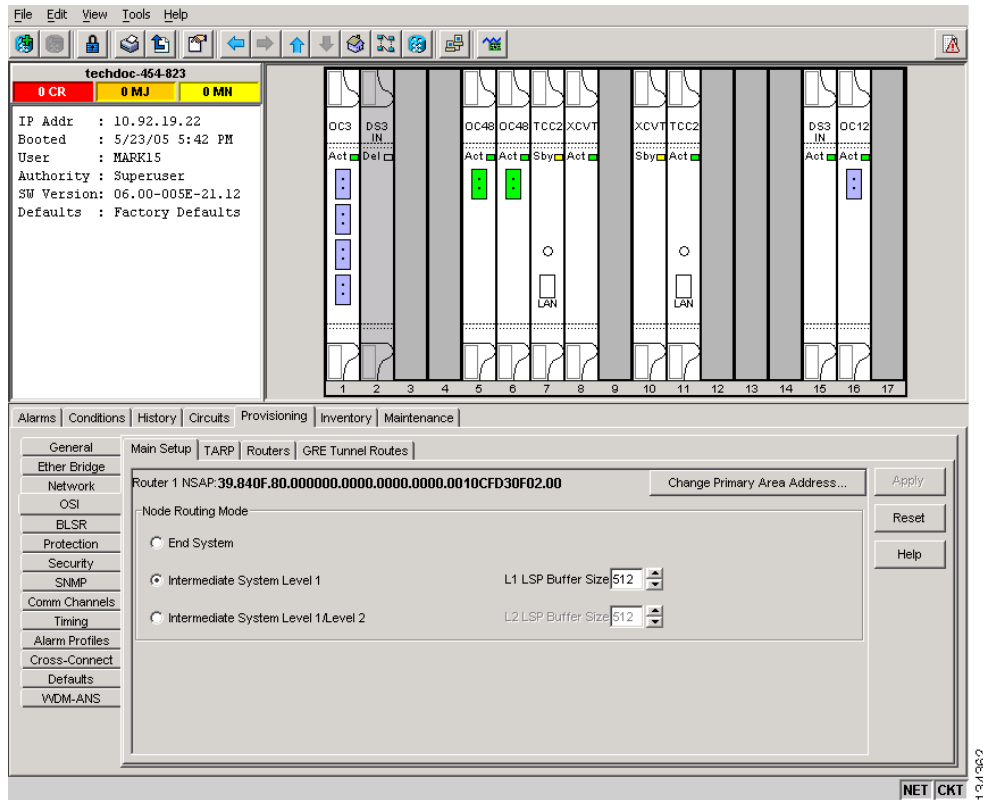 File Edit View Tools Help
techdoc-454-823
0 CR 0 MJ 0 MN
IP Addr : 10.92.19.22
Booted : 5/23/05 5:42 PM
User : MARK15
Authority : Superuser
SW Version: 06.00-005E-21.12
Defaults : Factory Defaults
OC3 DS3 IN OC48 OC48 TCC2 XCVT XCVT TCC2 DS3 IN OC12
Act Del Act Act Sby Act Sby Act Act Act
LAN LAN
1 2 3 4 5 6 7 8 9 10 11 12 13 14 15 16 17
Alarms Conditions History Circuits Provisioning Inventory Maintenance
General
Ether Bridge
Network
OSI
BLSR
Protection
Security
SNMP
Comm Channels
Timing
Alarm Profiles
Cross-Connect
Defaults
WDM-ANS
Main Setup TARP Routers GRE Tunnel Routes
Router 1 NSAP:39.840F.80.000000.0000.0000.0000.0010CFD30F02.00 Change Primary Area Address...
Node Routing Mode
End System
Intermediate System Level 1 L1 LSP Buffer Size 512
Intermediate System Level 1/Level 2 L2 LSP Buffer Size 512
Apply
Reset
Help
NET CKT
134362